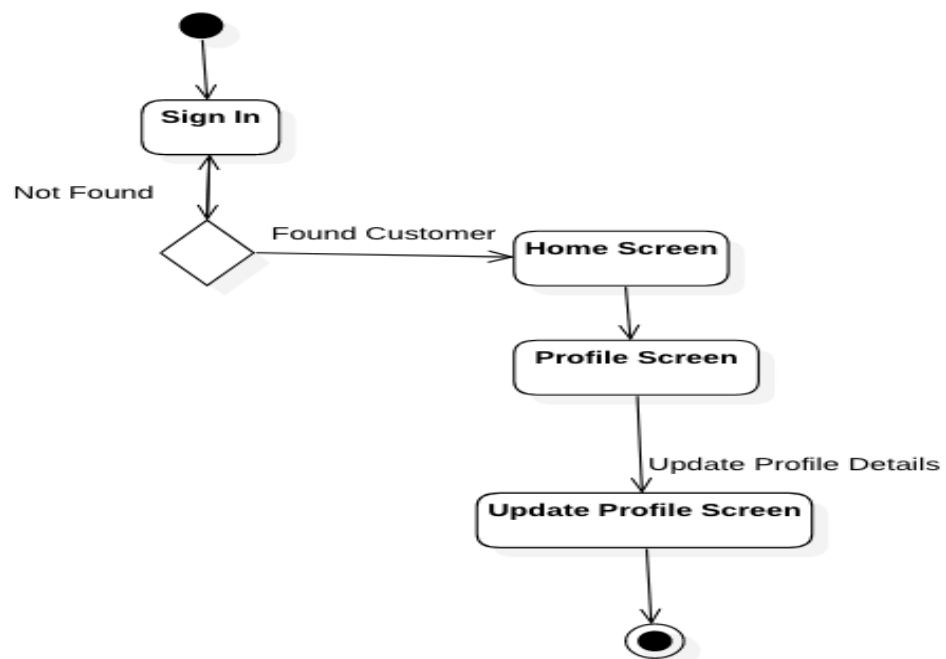 Sign In
Not Found
Found Customer
Home Screen
Profile Screen
Update Profile Details
Update Profile Screen